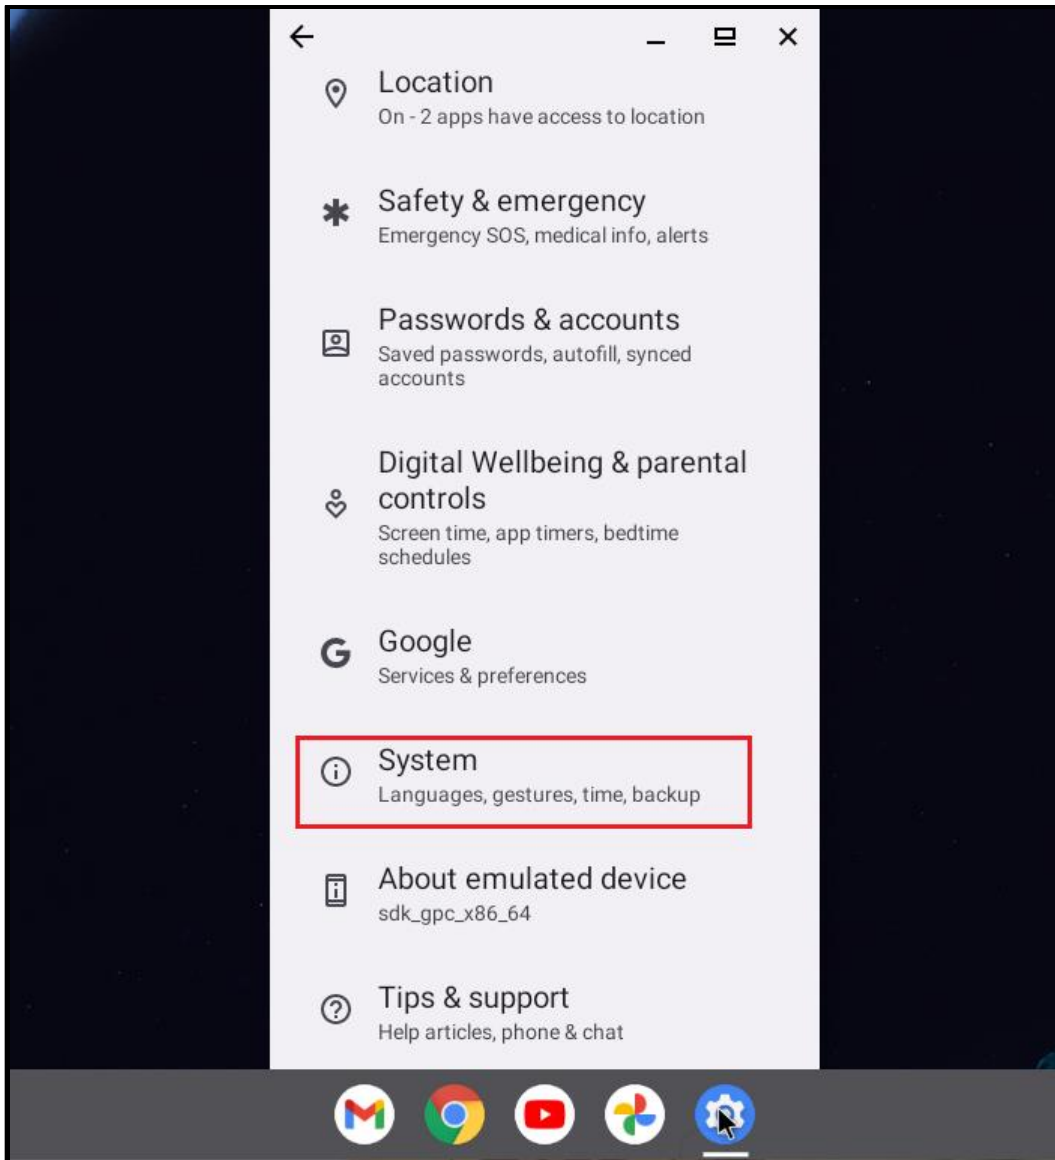 Location
On - 2 apps have access to location
Safety & emergency
Emergency SOS, medical info, alerts
Passwords & accounts
Saved passwords, autofill, synced
accounts
Digital Wellbeing & parental
controls
Screen time, app timers, bedtime
schedules
Google
Services & preferences
System
Languages, gestures, time, backup
About emulated device
sdk_gpc_x86_64
Tips & support
Help articles, phone & chat